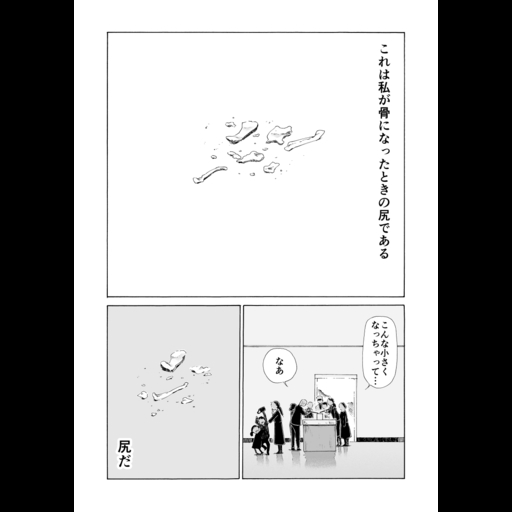 これは私が骨になったときの尻である
こんな小さく
なっちゃって…
なあ
尻だ